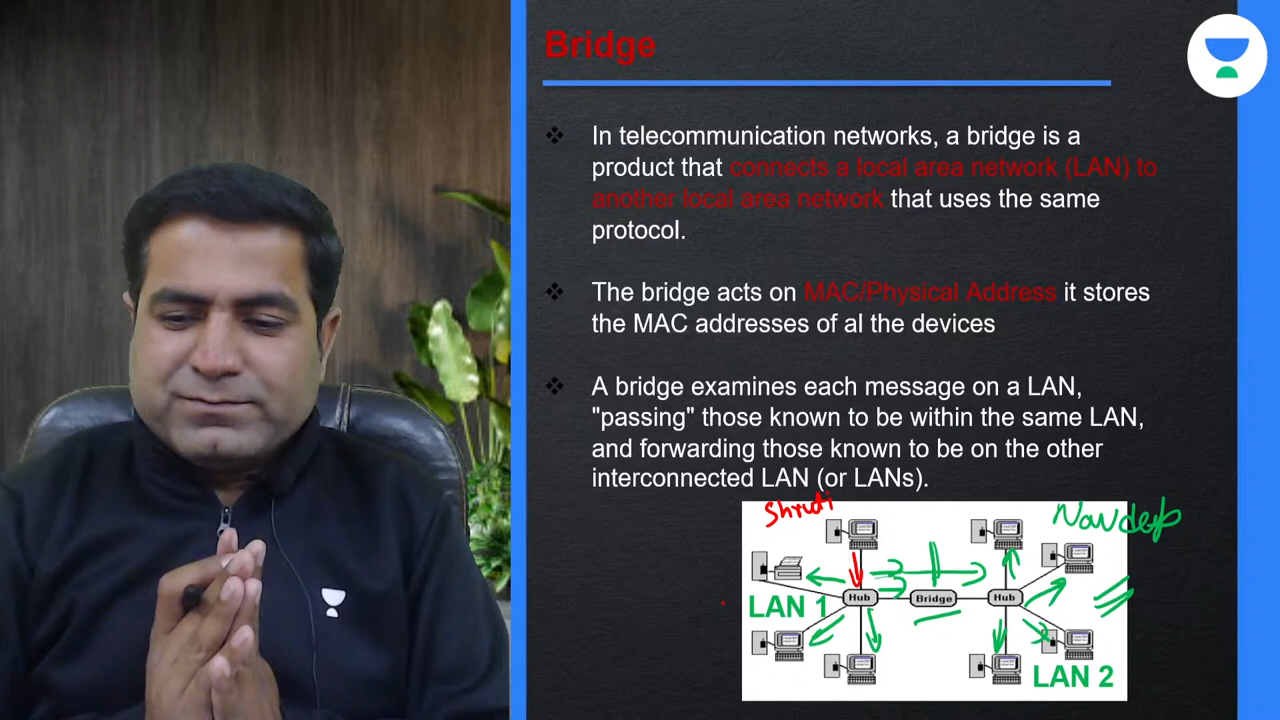 Bridge
In telecommunication networks, a bridge is a
product that connects a local area network (LAN) to
another local area network that uses the same
protocol.
The bridge acts on MAC/Physical Address it stores
the MAC addresses of al the devices
A bridge examines each message on a LAN,
"passing" those known to be within the same LAN,
and forwarding those known to be on the other
interconnected LAN (or LANs).
Shruti
Navdeep
Hub
Bridge
Hub
LAN 1
LAN 2